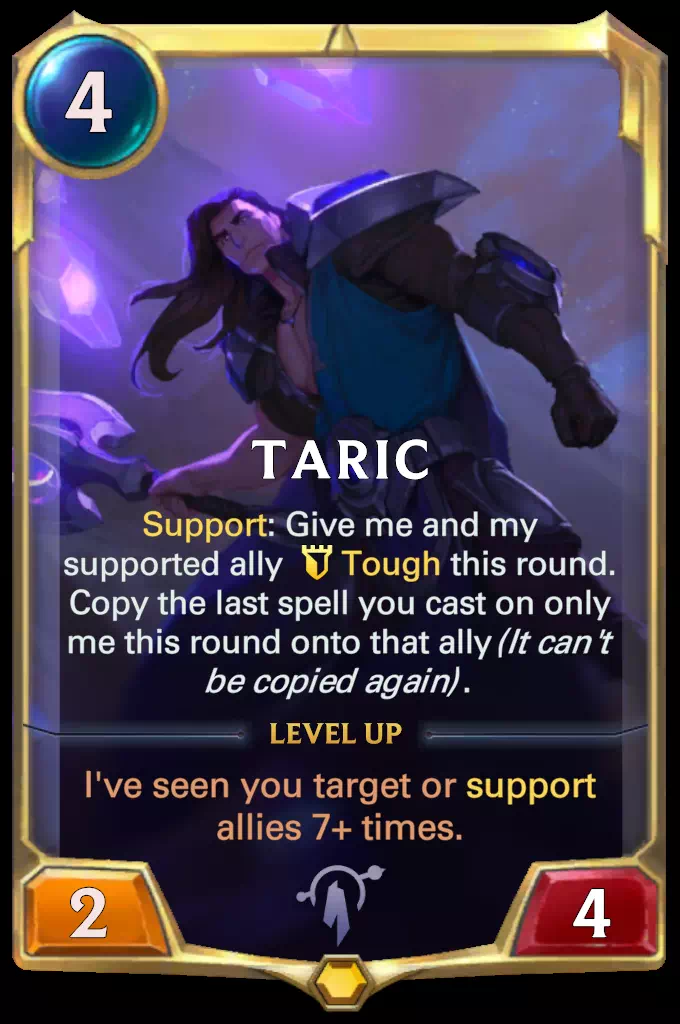 4
TARIC
Support: Give me and my
supported ally Tough this round.
Copy the last spell you cast on only
me this round onto that ally (It can't
be copied again).
LEVEL UP
I've seen you target or support
allies 7+ times.
2
4